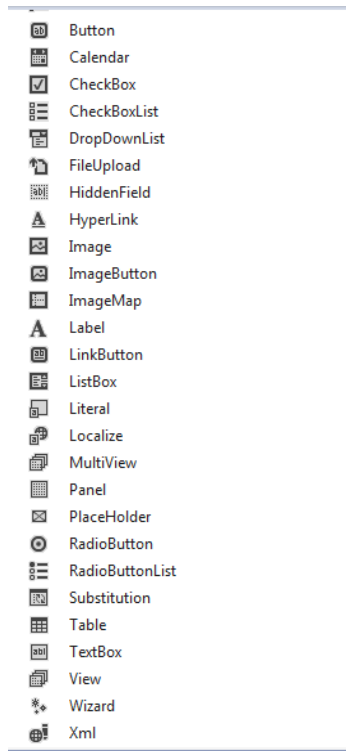 Button
Calendar
CheckBox
CheckBoxList
DropDownList
FileUpload
HiddenField
HyperLink
Image
ImageButton
ImageMap
Label
LinkButton
ListBox
Literal
Localize
MultiView
Panel
PlaceHolder
RadioButton
RadioButtonList
Substitution
Table
TextBox
View
Wizard
Xml